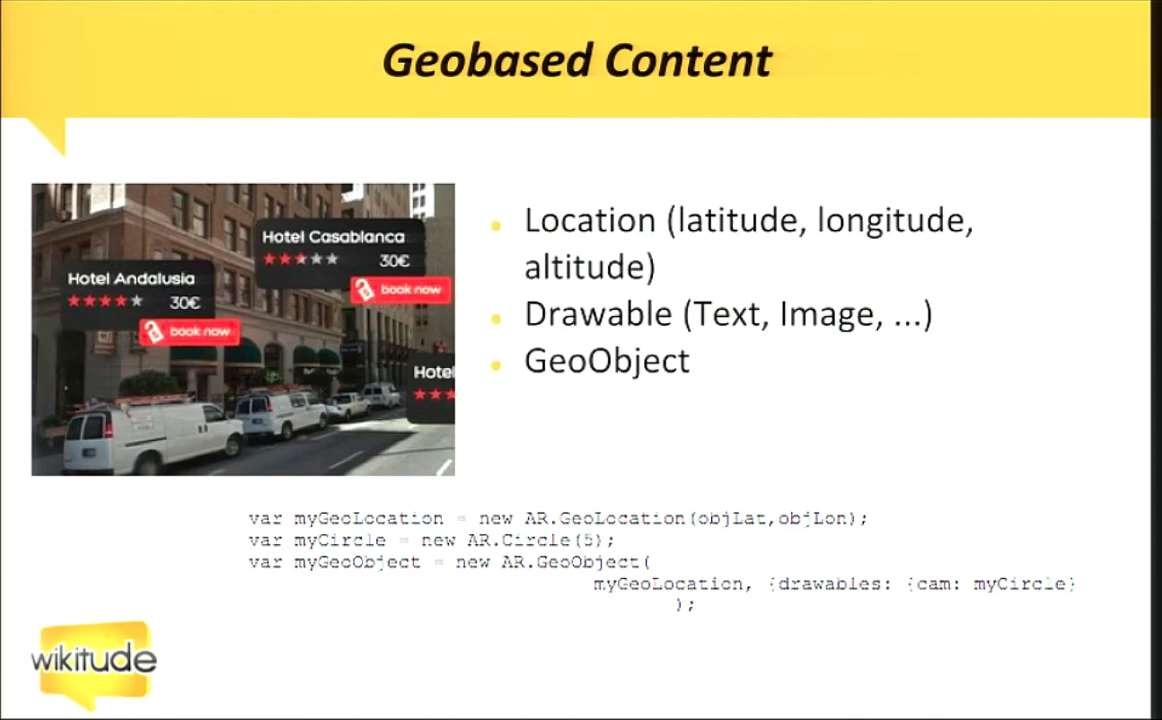 Geobased Content
Hotel Casablanca
30€
book now
Hotel Andalusia
30€
book now
Hotel
Location (latitude, longitude,
altitude)
Drawable (Text, Image, ...)
GeoObject
var myGeoLocation = new AR.GeoLocation(objLat,objLon);
var myCircle = new AR.Circle(5);
var myGeoObject = new AR.GeoObject(
myGeoLocation, {drawables: {cam: myCircle}
);
wikitude